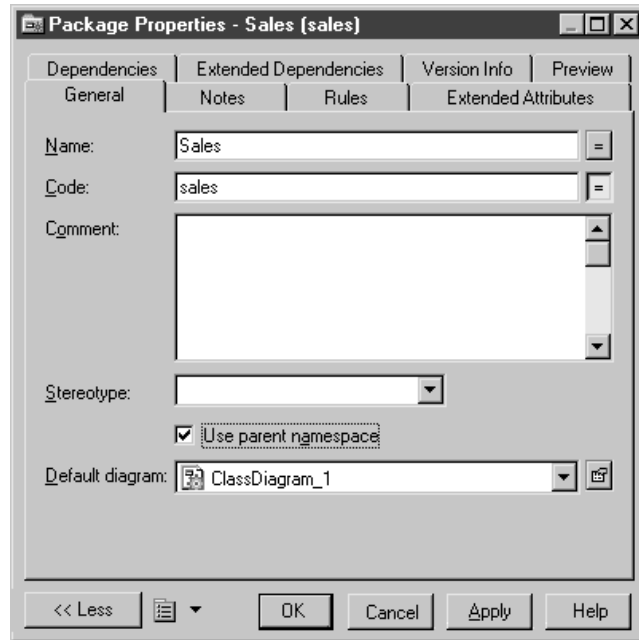 Package Properties - Sales (sales)
Dependencies Extended Dependencies Version Info Preview
General Notes Rules Extended Attributes
Name: Sales =
Code: sales =
Comment:
Stereotype:
Use parent namespace
Default diagram: ClassDiagram_1
<< Less OK Cancel Apply Help